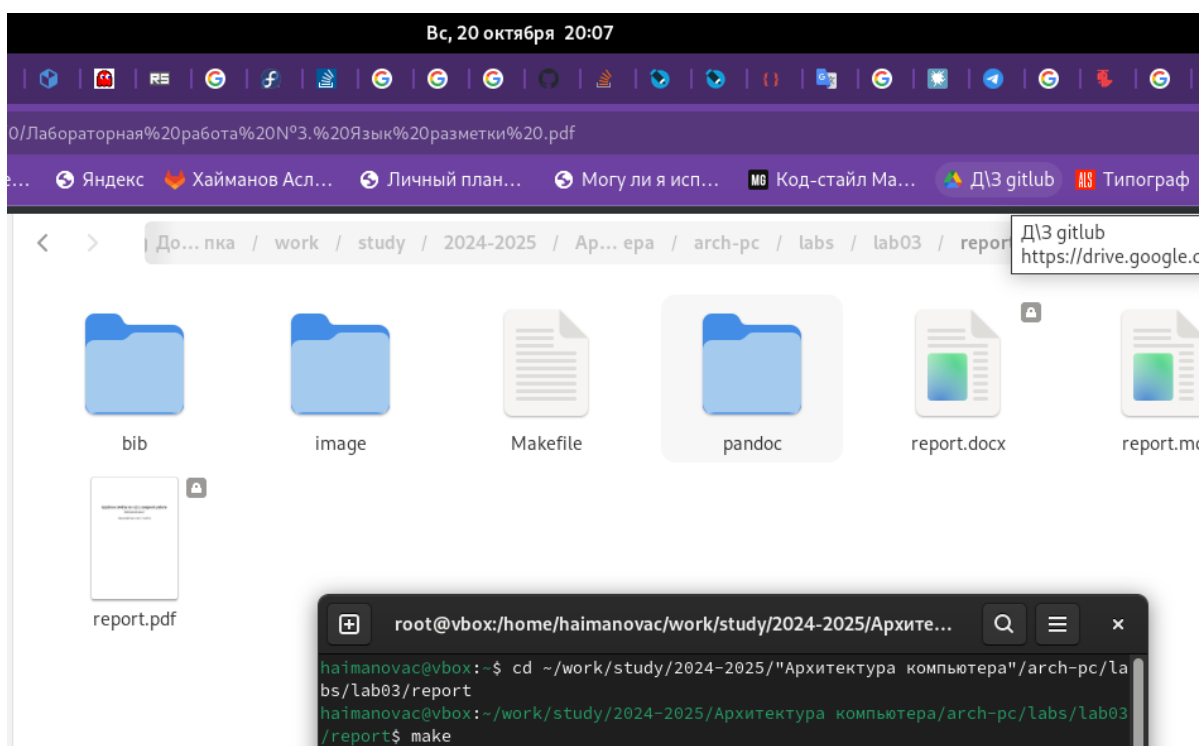 Вс, 20 октября 20:07
RS
0/Лабораторная%20работа%20№3.%20Язык%20разметки%20.pdf
Яндекс Хайманов Асл... Личный план... Могу ли я исп... MG Код-стайл Ма... Д\З gitlub ALS Типограф
До... пка / work / study / 2024-2025 / Ар... ера / arch-pc / labs / lab03 / report
Д\З gitlub
https://drive.google.c
bib image Makefile pandoc report.docx report.md
report.pdf
root@vbox:/home/haimanovac/work/study/2024-2025/Архите...
haimanovac@vbox:~$ cd ~/work/study/2024-2025/"Архитектура компьютера"/arch-pc/la
bs/lab03/report
haimanovac@vbox:~/work/study/2024-2025/Архитектура компьютера/arch-pc/labs/lab03
/report$ make